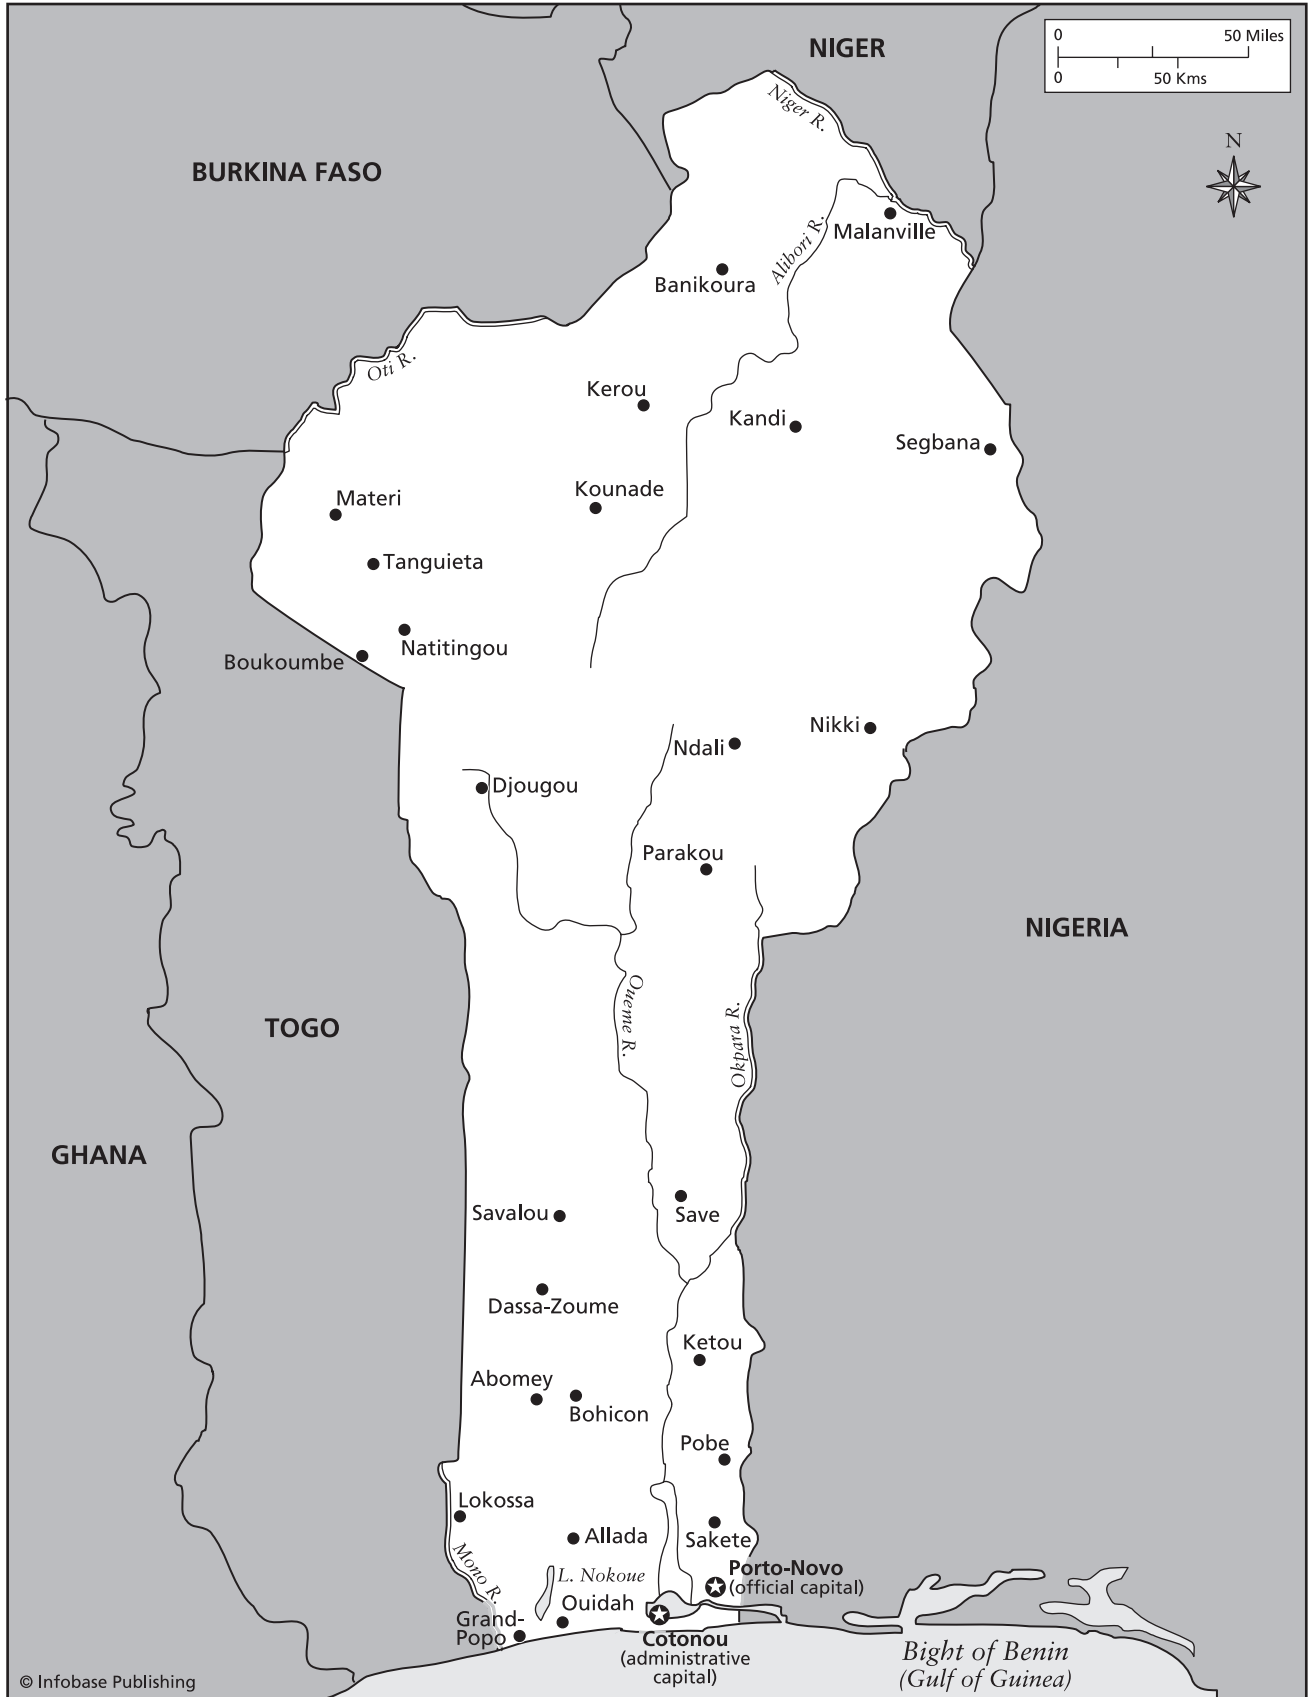 NIGER
0 50 Miles
0 50 Kms
Niger R.
N
BURKINA FASO
Malanville
Alibori R.
Banikoura
Oti R.
Kerou
Kandi
Segbana
Kounade
Materi
Tanguieta
Natitingou
Boukoumbe
Nikki
Ndali
Djougou
Parakou
NIGERIA
Oueme R.
Okpara R.
TOGO
GHANA
Savalou
Save
Dassa-Zoume
Ketou
Abomey
Bohicon
Pobe
Lokossa
Allada
Sakete
Mono R.
L. Nokoue
Porto-Novo
(official capital)
Ouidah
Grand-
Popo
Cotonou
(administrative
capital)
Bight of Benin
(Gulf of Guinea)
© Infobase Publishing